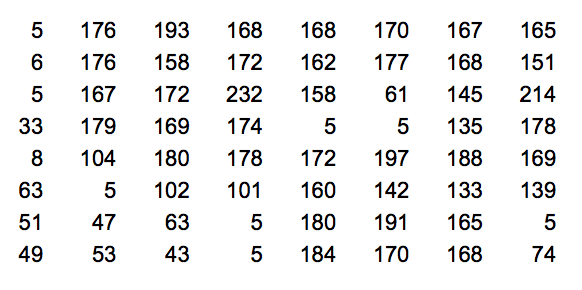 5 176 193 168 168 170 167 165
6 176 158 172 162 177 168 151
5 167 172 232 158 61 145 214
33 179 169 174 5 5 135 178
8 104 180 178 172 197 188 169
63 5 102 101 160 142 133 139
51 47 63 5 180 191 165 5
49 53 43 5 184 170 168 74